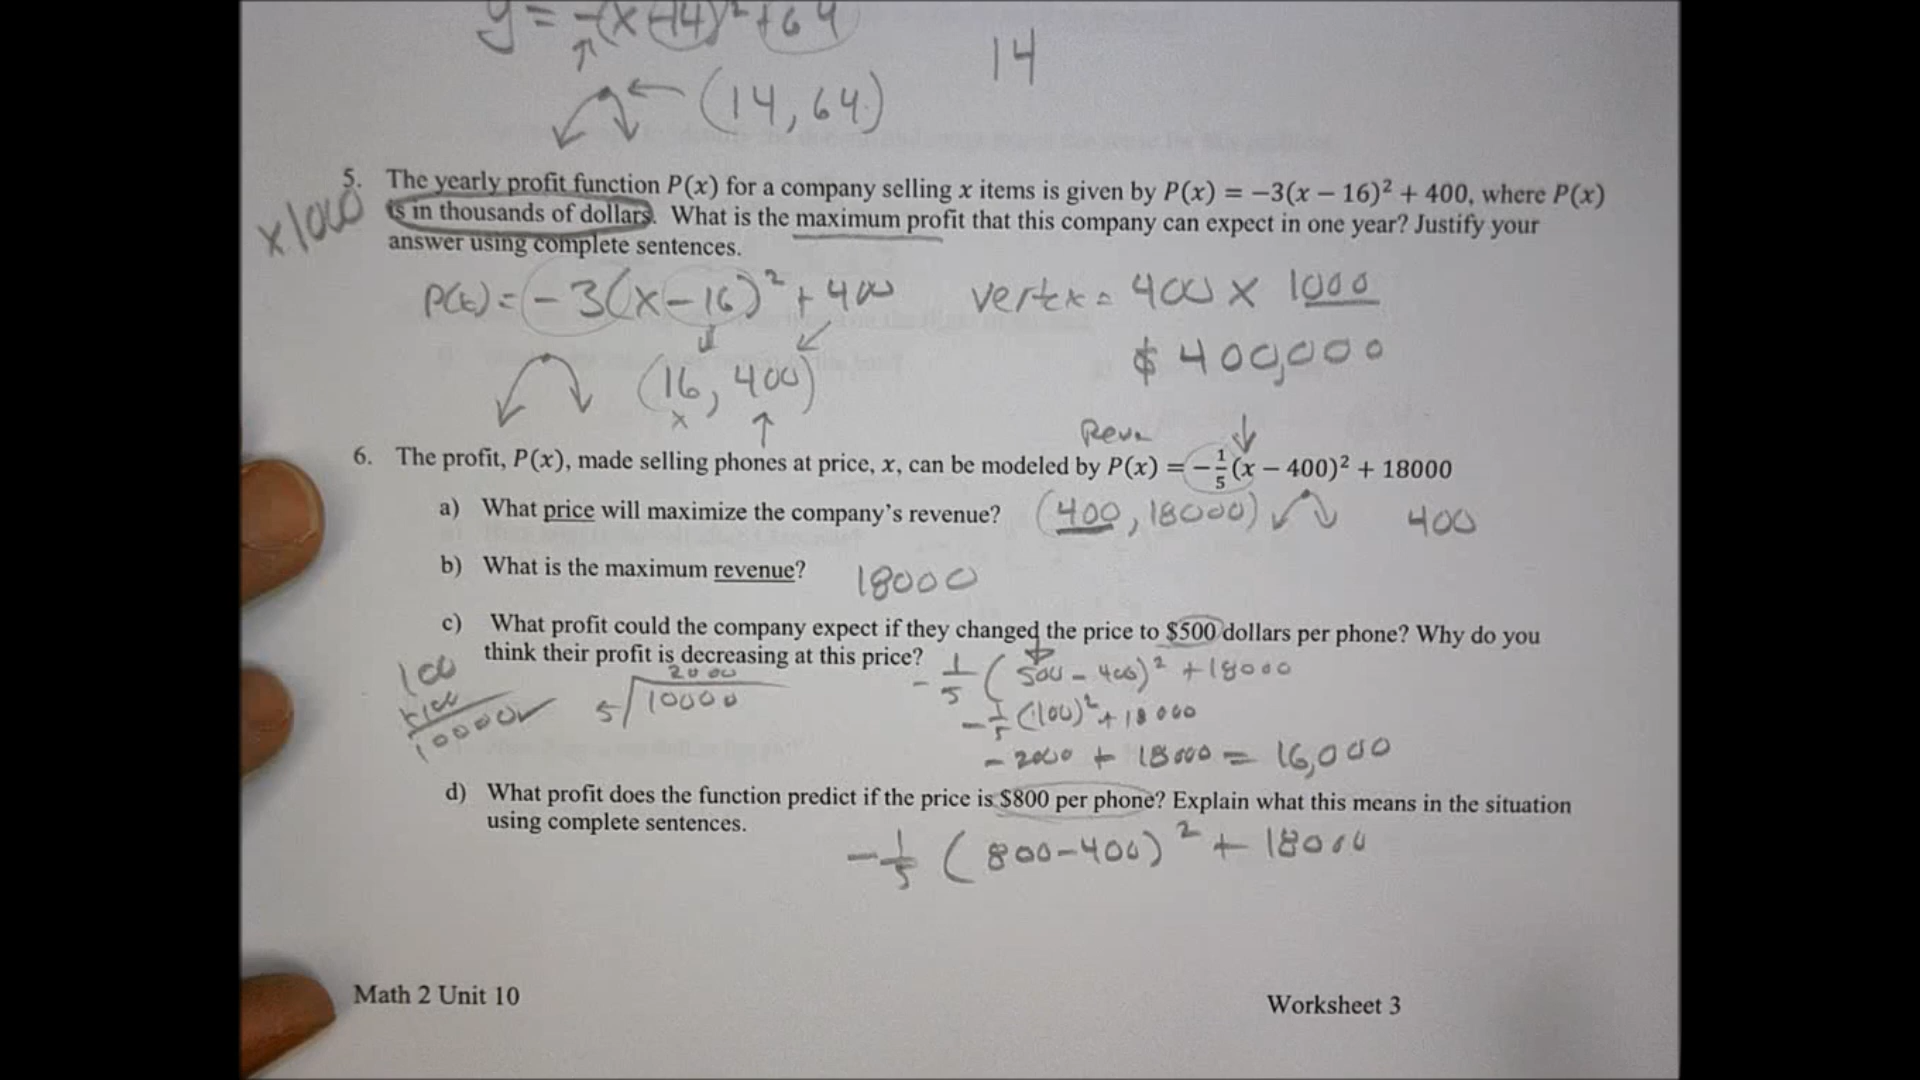 y = -(x-14)² + 64
14
(14, 64)
5. The yearly profit function P(x) for a company selling x items is given by P(x) = −3(x − 16)² + 400, where P(x)
x1000
is in thousands of dollars. What is the maximum profit that this company can expect in one year? Justify your
answer using complete sentences.
P(x) = -3(x-16)² + 400
vertex = 400 x 1000
$ 400,000
(16, 400)
x
Reve
6. The profit, P(x), made selling phones at price, x, can be modeled by P(x) = −1/5(x − 400)² + 18000
a) What price will maximize the company's revenue? (400, 18000) 400
b) What is the maximum revenue? 18000
c) What profit could the company expect if they changed the price to $500 dollars per phone? Why do you
think their profit is decreasing at this price? -1/5 (500-400)² + 18000
100
x100
10000
2000
5 10000
-1/5 (100)² + 18000
-2000 + 18000 = 16,000
d) What profit does the function predict if the price is $800 per phone? Explain what this means in the situation
using complete sentences.
-1/5 (800-400)² + 18000
Math 2 Unit 10 Worksheet 3